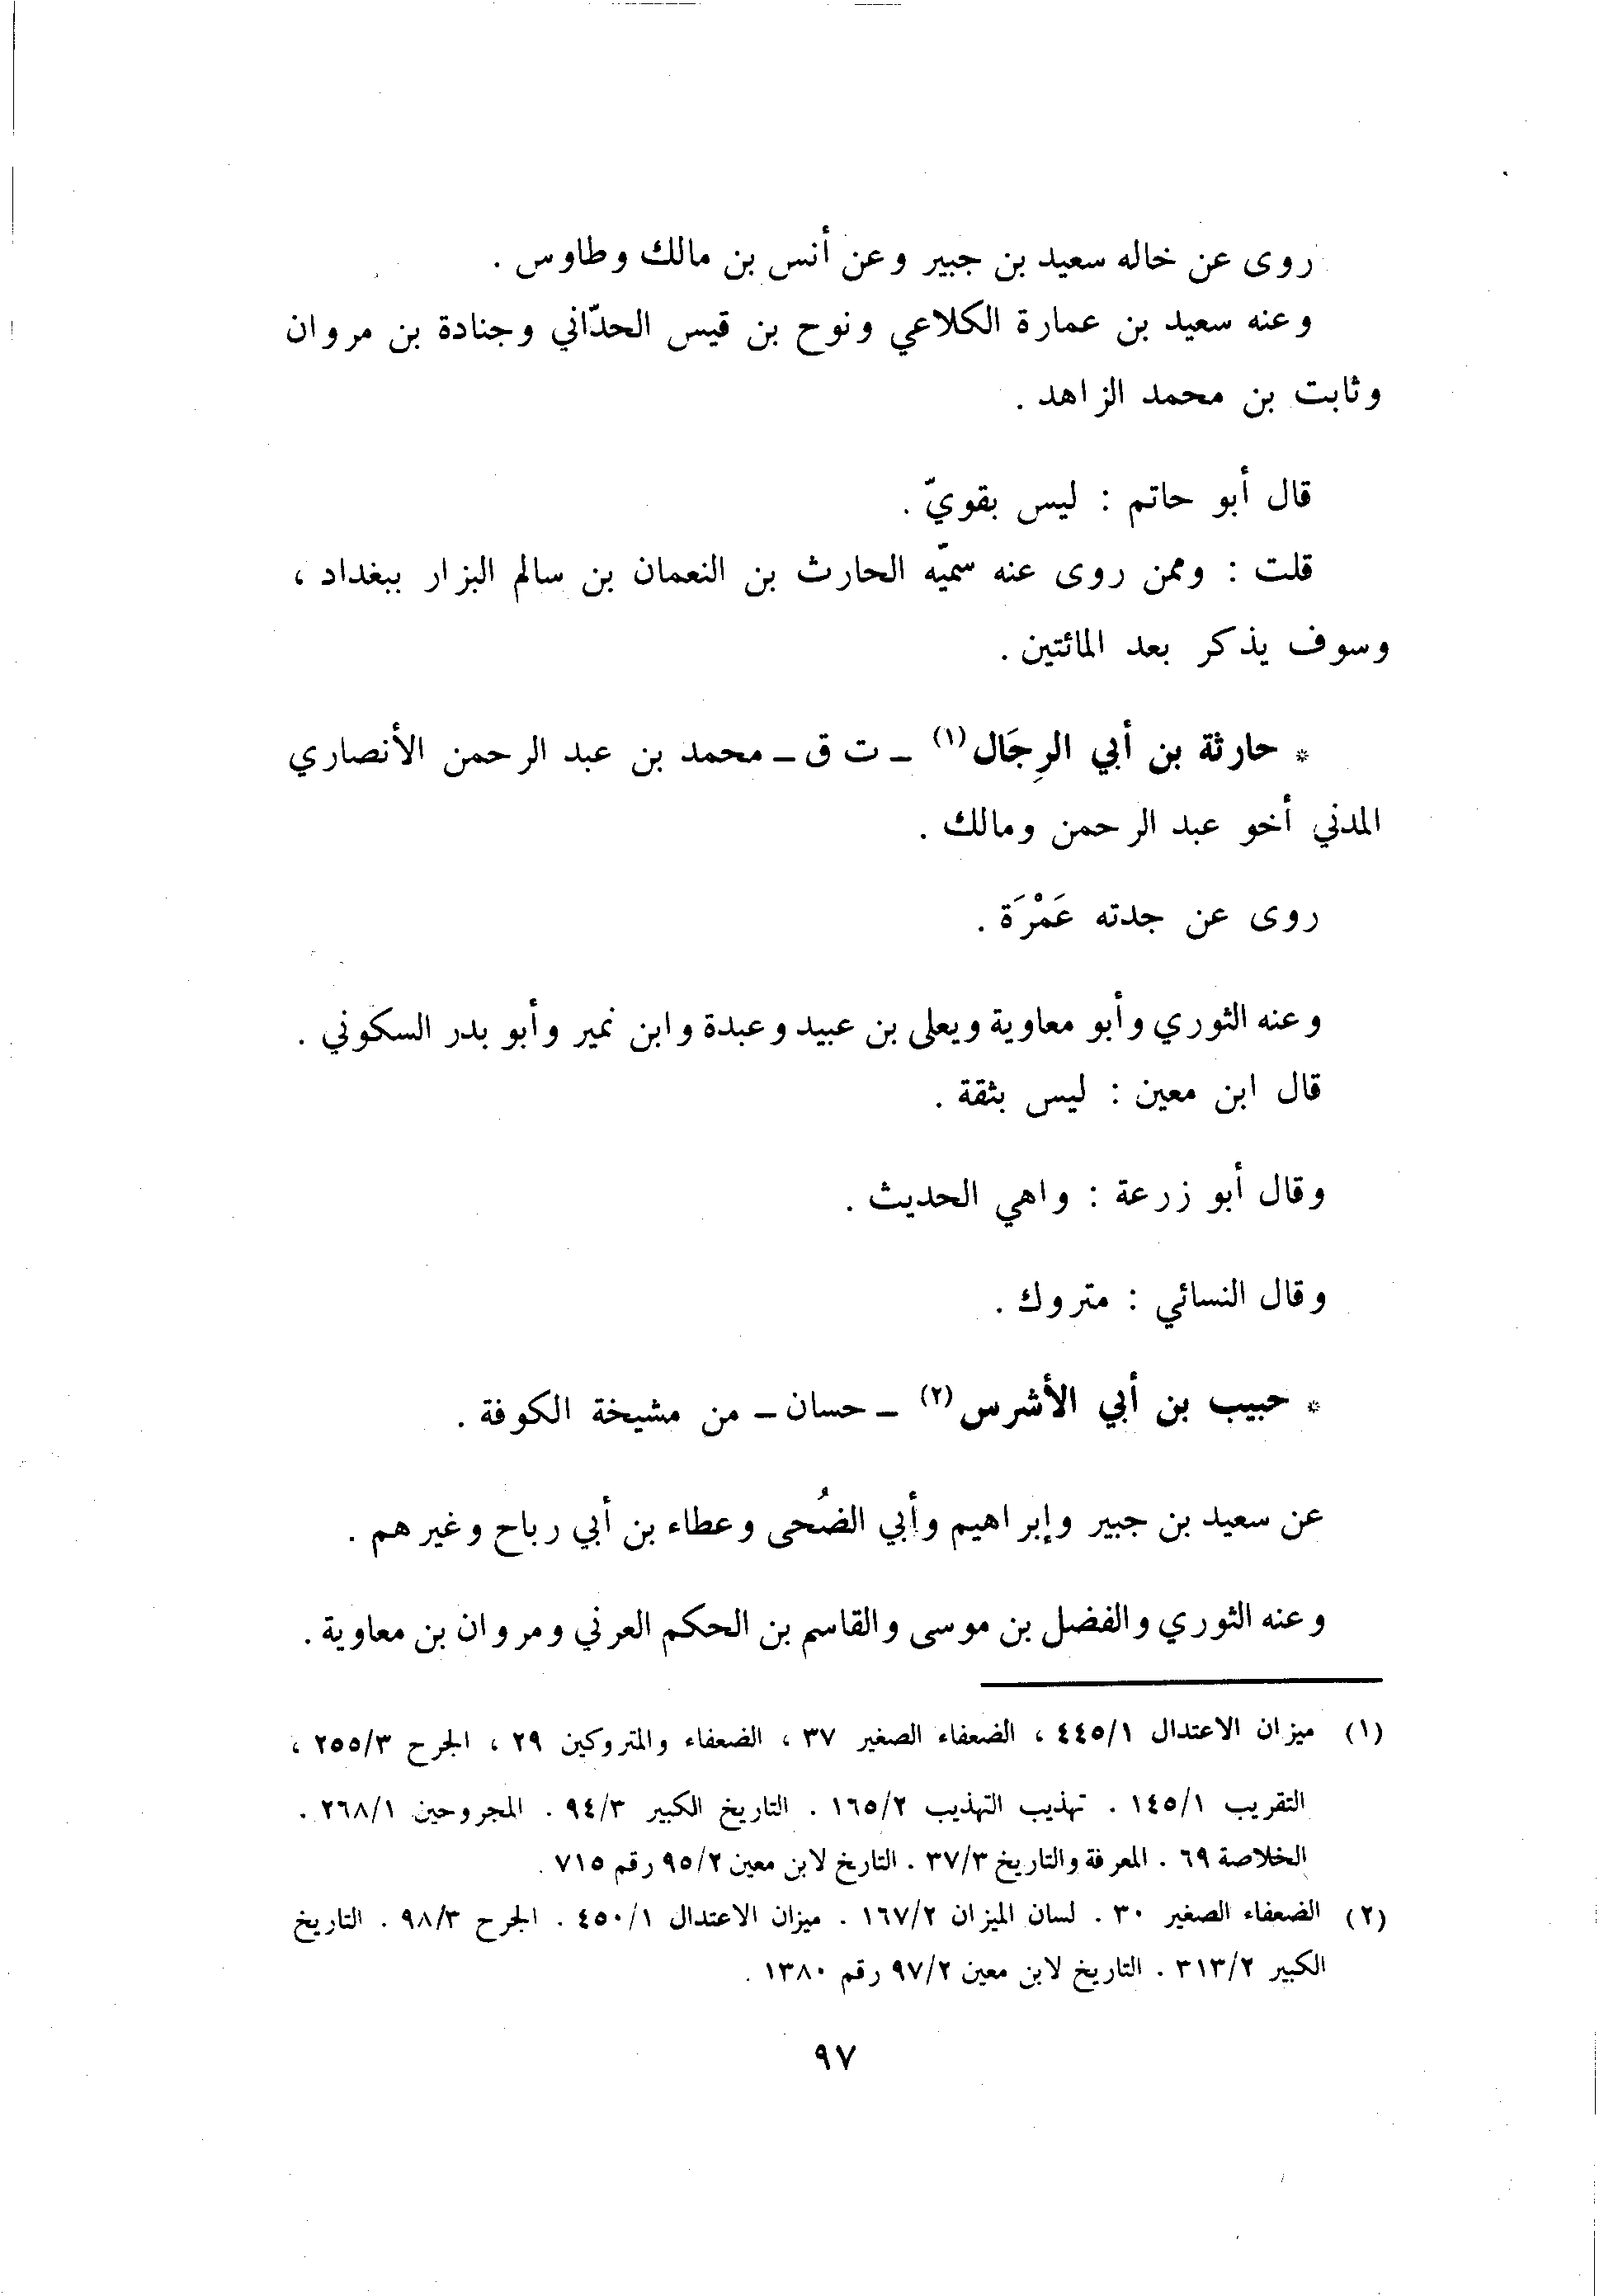 روى عن خاله سعيد بن جبير وعن أنس بن مالك وطاوس .
وعنه سعيد بن عمارة الكلاعي ونوح بن قيس الحدّاني وجنادة بن مروان
وثابت بن محمد الزاهد .
قال أبو حاتم : ليس بقويّ .
قلت : وممن روى عنه سميّه الحارث بن النعمان بن سالم البزار ببغداد ،
وسوف يذكر بعد المائتين .
* حارثة بن أبي الرِجَال (١) ـ ت ق ـ محمد بن عبد الرحمن الأنصاري
المدني أخو عبد الرحمن ومالك .
روى عن جدته عَمْرَة .
وعنه الثوري وأبو معاوية ويعلى بن عبيد وعبدة وابن نمير وأبو بدر السكوني .
قال ابن معين : ليس بثقة .
وقال أبو زرعة : واهي الحديث .
وقال النسائي : متروك .
* حبيب بن أبي الأشرس (٢) ـ حسان ـ من مشيخة الكوفة .
عن سعيد بن جبير وإبراهيم وأبي الضُحى وعطاء بن أبي رباح وغيرهم .
وعنه الثوري والفضل بن موسى والقاسم بن الحكم العرني ومروان بن معاوية .
(١) ميزان الاعتدال ٤٤٥/١ ، الضعفاء الصغير ٣٧ ، الضعفاء والمتروكين ٢٩ ، الجرح ٢٥٥/٣ ،
التقريب ١٤٥/١ . تهذيب التهذيب ١٦٥/٢ . التاريخ الكبير ٩٤/٣ . المجروحين ٢٦٨/١ .
الخلاصة ٦٩ . المعرفة والتاريخ ٣٧/٣ . التاريخ لابن معين ٩٥/٢ رقم ٧١٥ .
(٢) الضعفاء الصغير ٣٠ . لسان الميزان ١٦٧/٢ . ميزان الاعتدال ٤٥٠/١ . الجرح ٩٨/٣ . التاريخ
الكبير ٣١٣/٢ . التاريخ لابن معين ٩٧/٢ رقم ١٣٨٠ .
٩٧